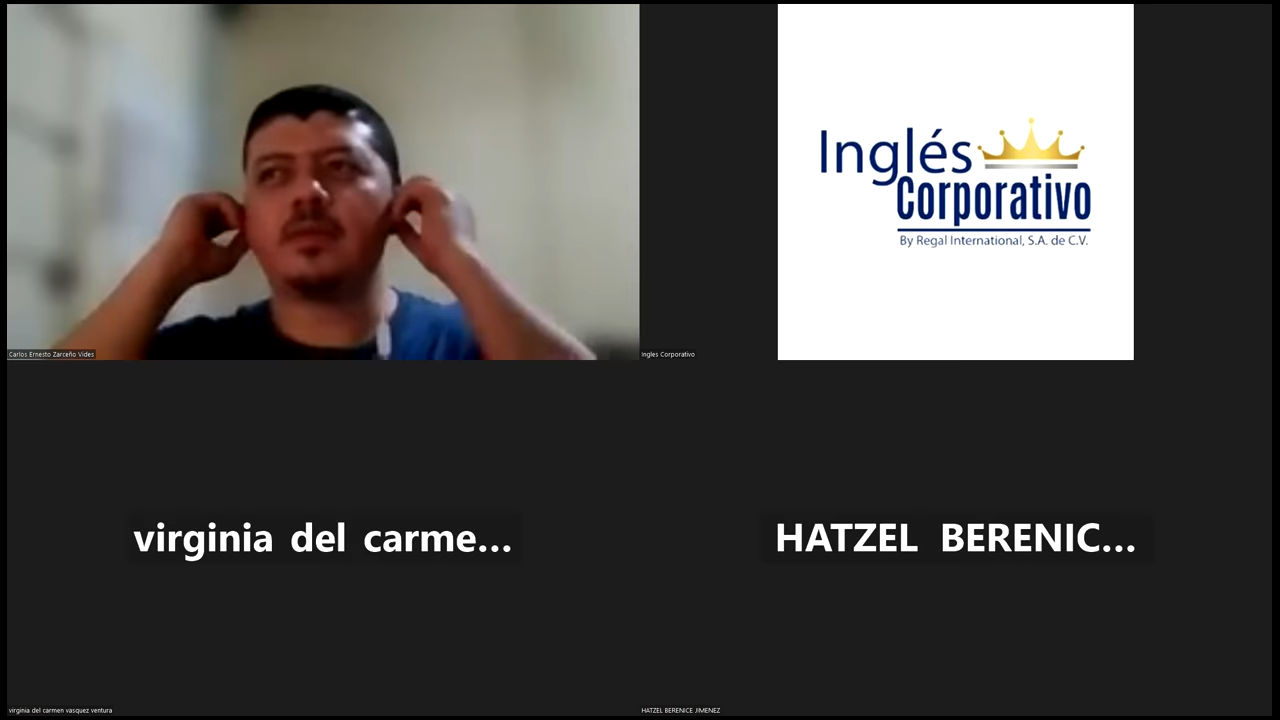 Inglés
Corporativo
By Regal International, S.A. de C.V.
Carlos Ernesto Zarceño Vides
Ingles Corporativo
virginia del carme...
HATZEL BERENIC...
virginia del carmen vasquez ventura
HATZEL BERENICE JIMENEZ